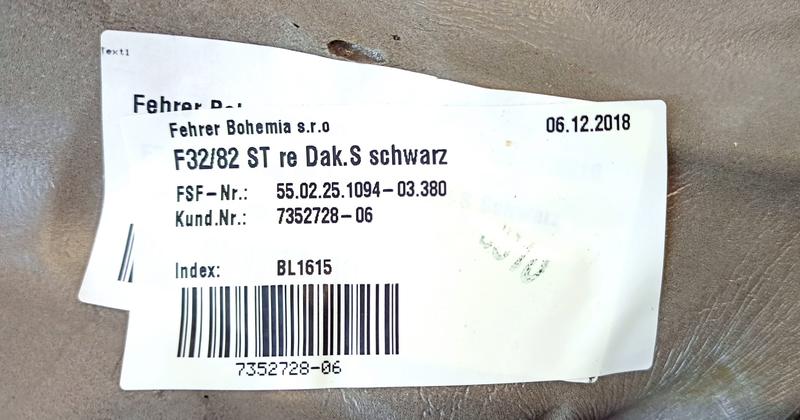 Text1
Fehrer
Fehrer Bohemia s.r.o
06.12.2018
F32/82 ST re Dak.S schwarz
FSF-Nr.: 55.02.25.1094-03.380
Kund.Nr.: 7352728-06
Index: BL1615
7352728-06